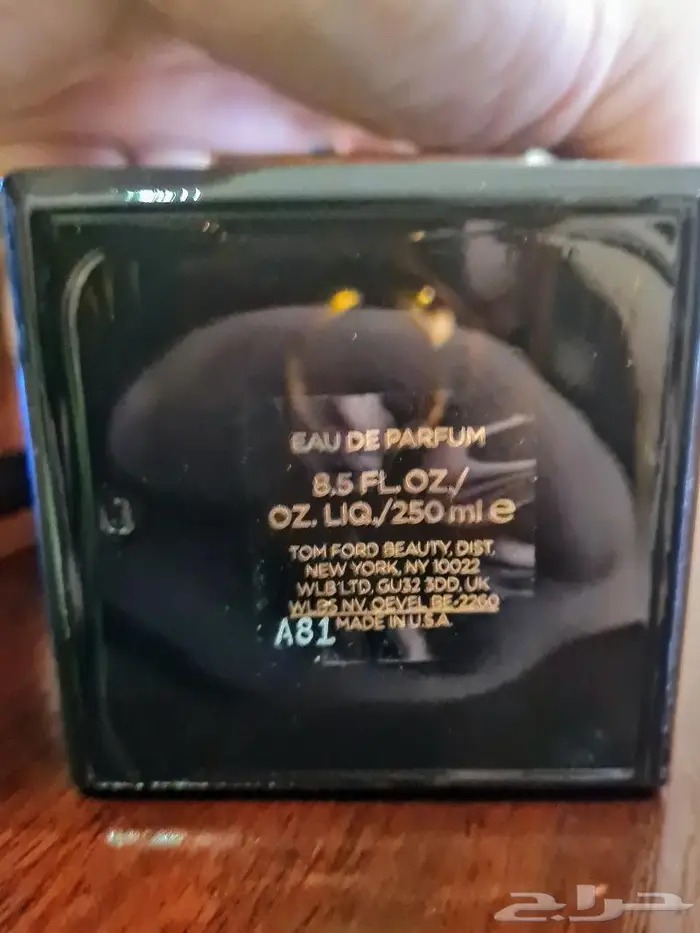 EAU DE PARFUM
8.5 FL.OZ./
OZ. LIQ./250 ml e
TOM FORD BEAUTY, DIST.
NEW YORK, NY 10022
WLB LTD, GU32 3DD, UK
WLBS NV, OEVEL BE-2260
A81 MADE IN U.S.A.
حراج